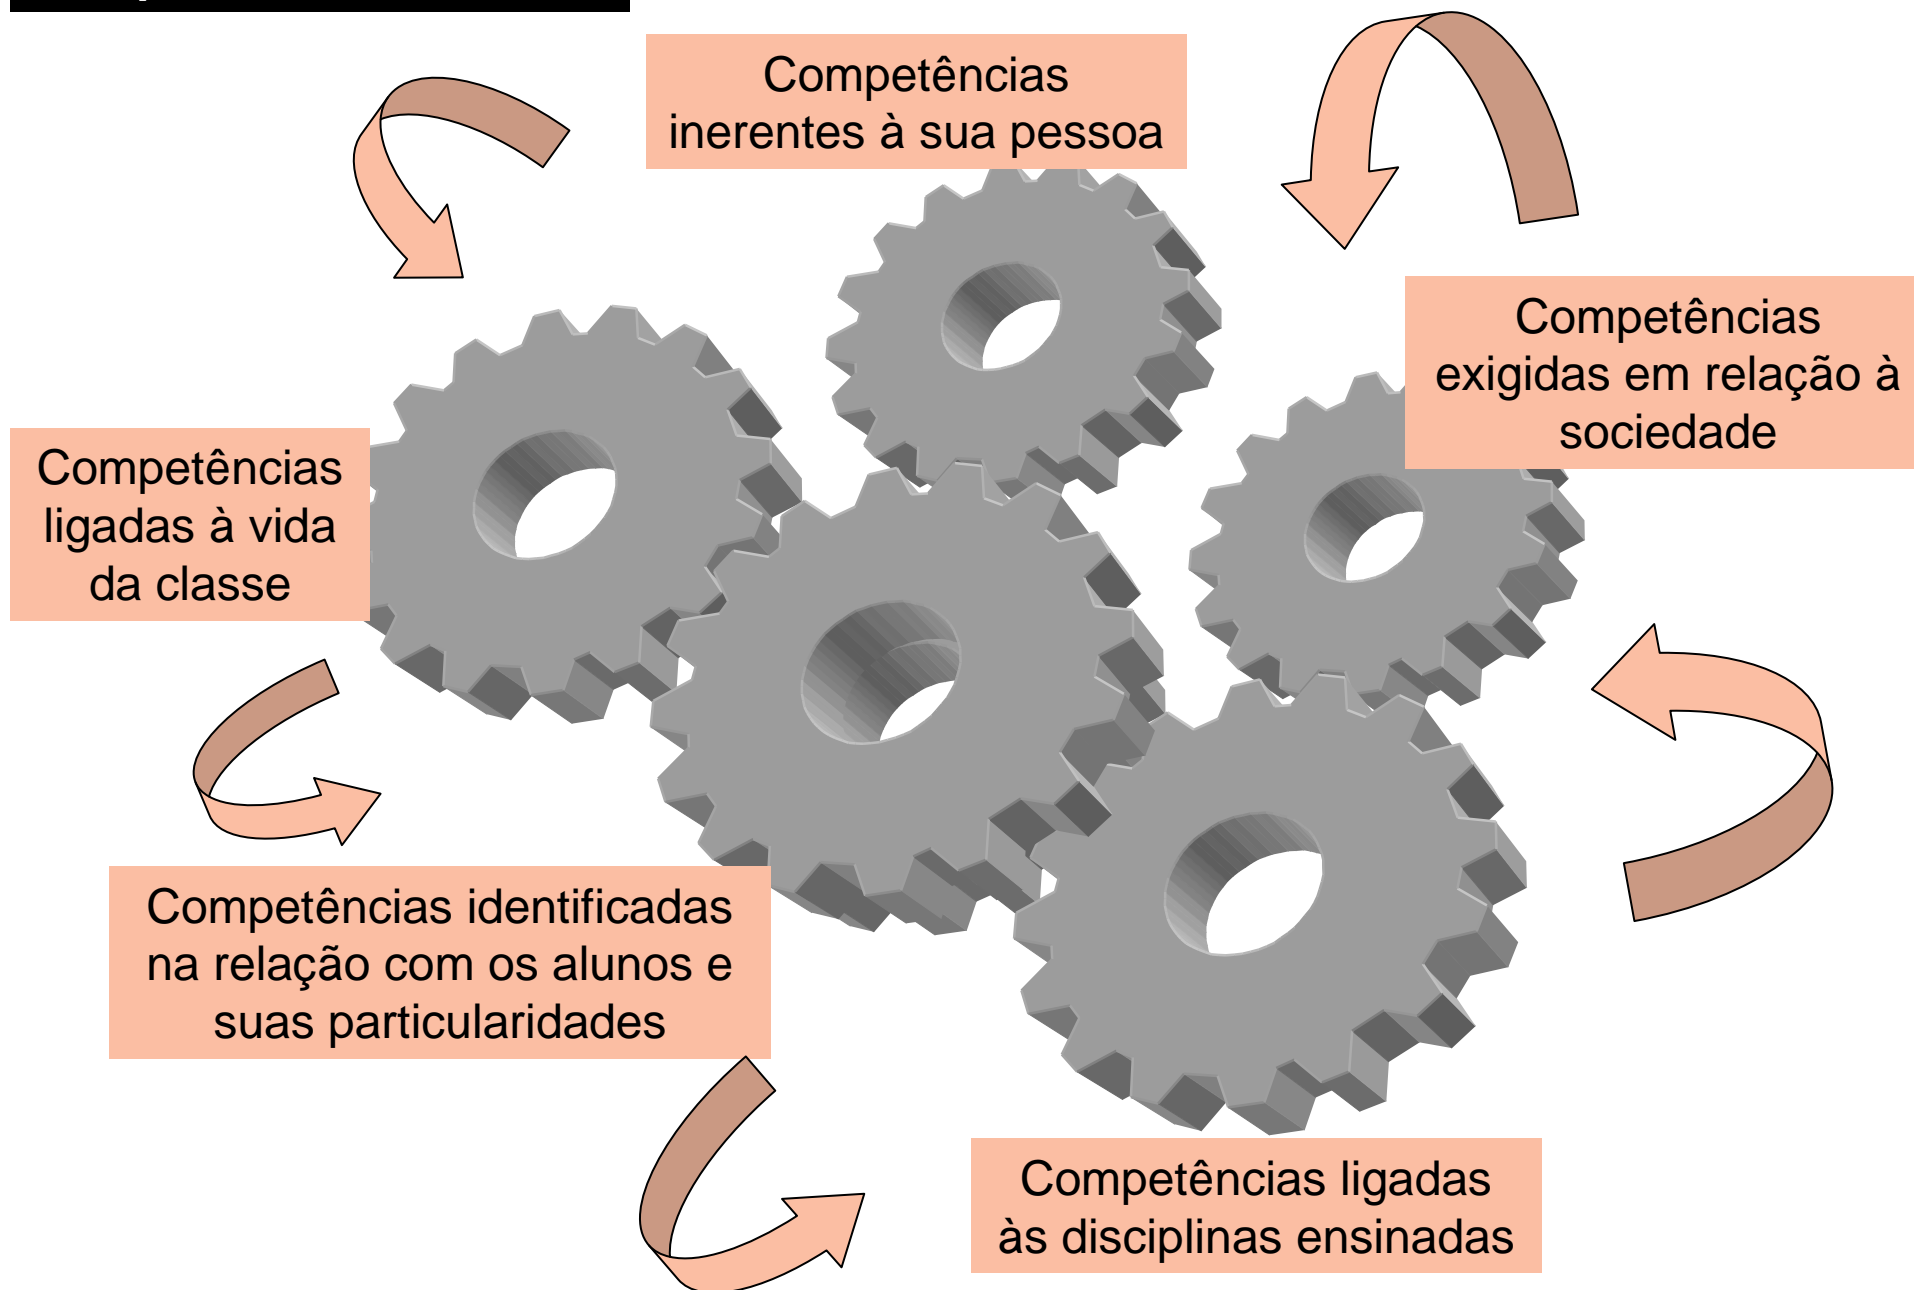 Competências
inerentes à sua pessoa
Competências
exigidas em relação à
sociedade
Competências
ligadas à vida
da classe
Competências identificadas
na relação com os alunos e
suas particularidades
Competências ligadas
às disciplinas ensinadas